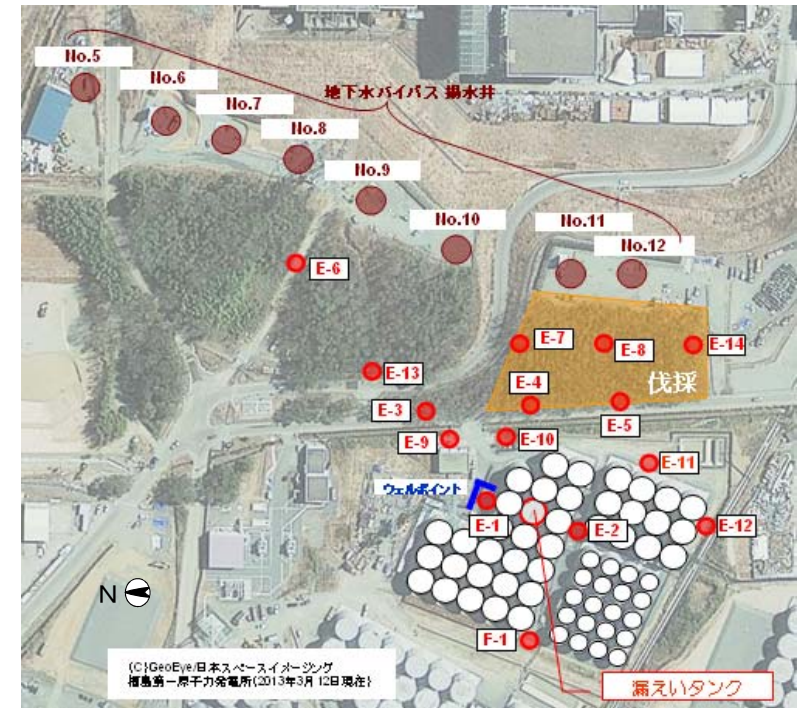 No.5
No.6
No.7
No.8
No.9
No.10
No.11
No.12
地下水バイパス 揚水井
E-6
E-7
E-8
E-14
E-13
E-4
伐採
E-3
E-5
E-9
E-10
E-11
ウェルポイント
E-1
E-2
E-12
N
F-1
(C)GeoEye/日本スペースイメージング
福島第一原子力発電所(2013年3月12日現在)
漏えいタンク